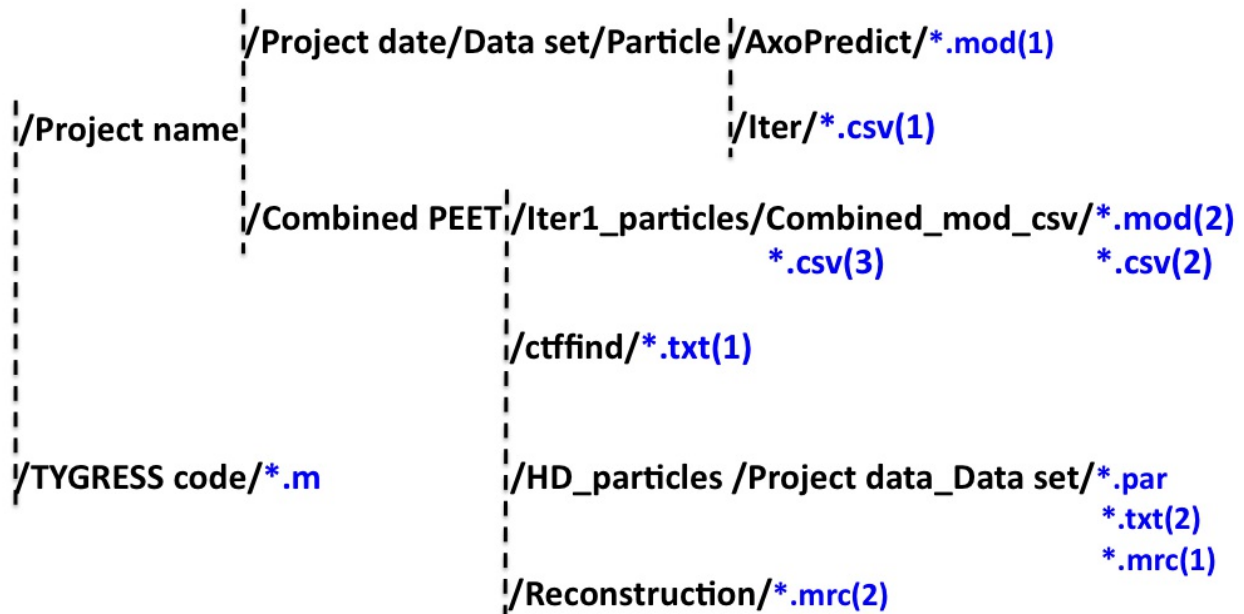 /Project date/Data set/Particle /AxoPredict/*.mod(1)
/Project name /Iter/*.csv(1)
/Combined PEET /Iter1_particles/Combined_mod_csv/*.mod(2)
*.csv(3) *.csv(2)
/ctffind/*.txt(1)
/TYGRESS code/*.m /HD_particles /Project data_Data set/*.par
*.txt(2)
*.mrc(1)
/Reconstruction/*.mrc(2)